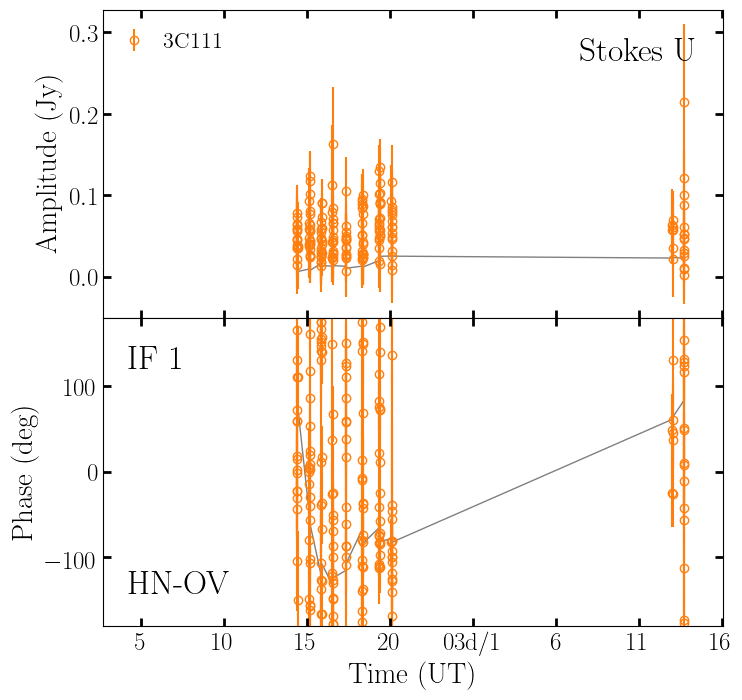 0.3
3C111
Stokes U
0.2
Amplitude (Jy)
0.1
0.0
IF 1
100
Phase (deg)
0
−100
HN-OV
5 10 15 20 03d/1 6 11 16
Time (UT)